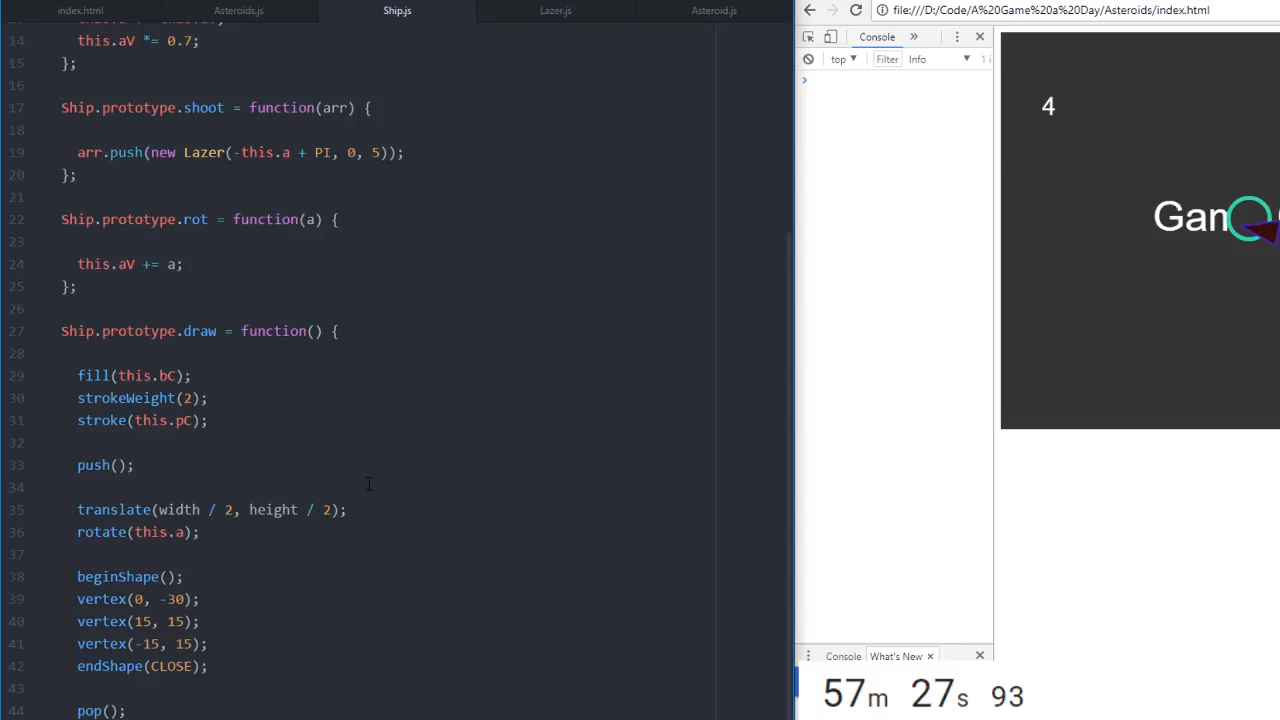 index.html Asteroids.js Ship.js Lazer.js Asteroid.js
14 this.aV *= 0.7;
15 };
16
17 Ship.prototype.shoot = function(arr) {
18
19 arr.push(new Lazer(-this.a + PI, 0, 5));
20 };
21
22 Ship.prototype.rot = function(a) {
23
24 this.aV += a;
25 };
26
27 Ship.prototype.draw = function() {
28
29 fill(this.bC);
30 strokeWeight(2);
31 stroke(this.pC);
32
33 push();
34
35 translate(width / 2, height / 2);
36 rotate(this.a);
37
38 beginShape();
39 vertex(0, -30);
40 vertex(15, 15);
41 vertex(-15, 15);
42 endShape(CLOSE);
43
44 pop();
file:///D:/Code/A%20Game%20a%20Day/Asteroids/index.html
Console »
top ▼ Filter Info ▼ 1 i
>
4
Gam
Console What's New ×
57m 27s 93